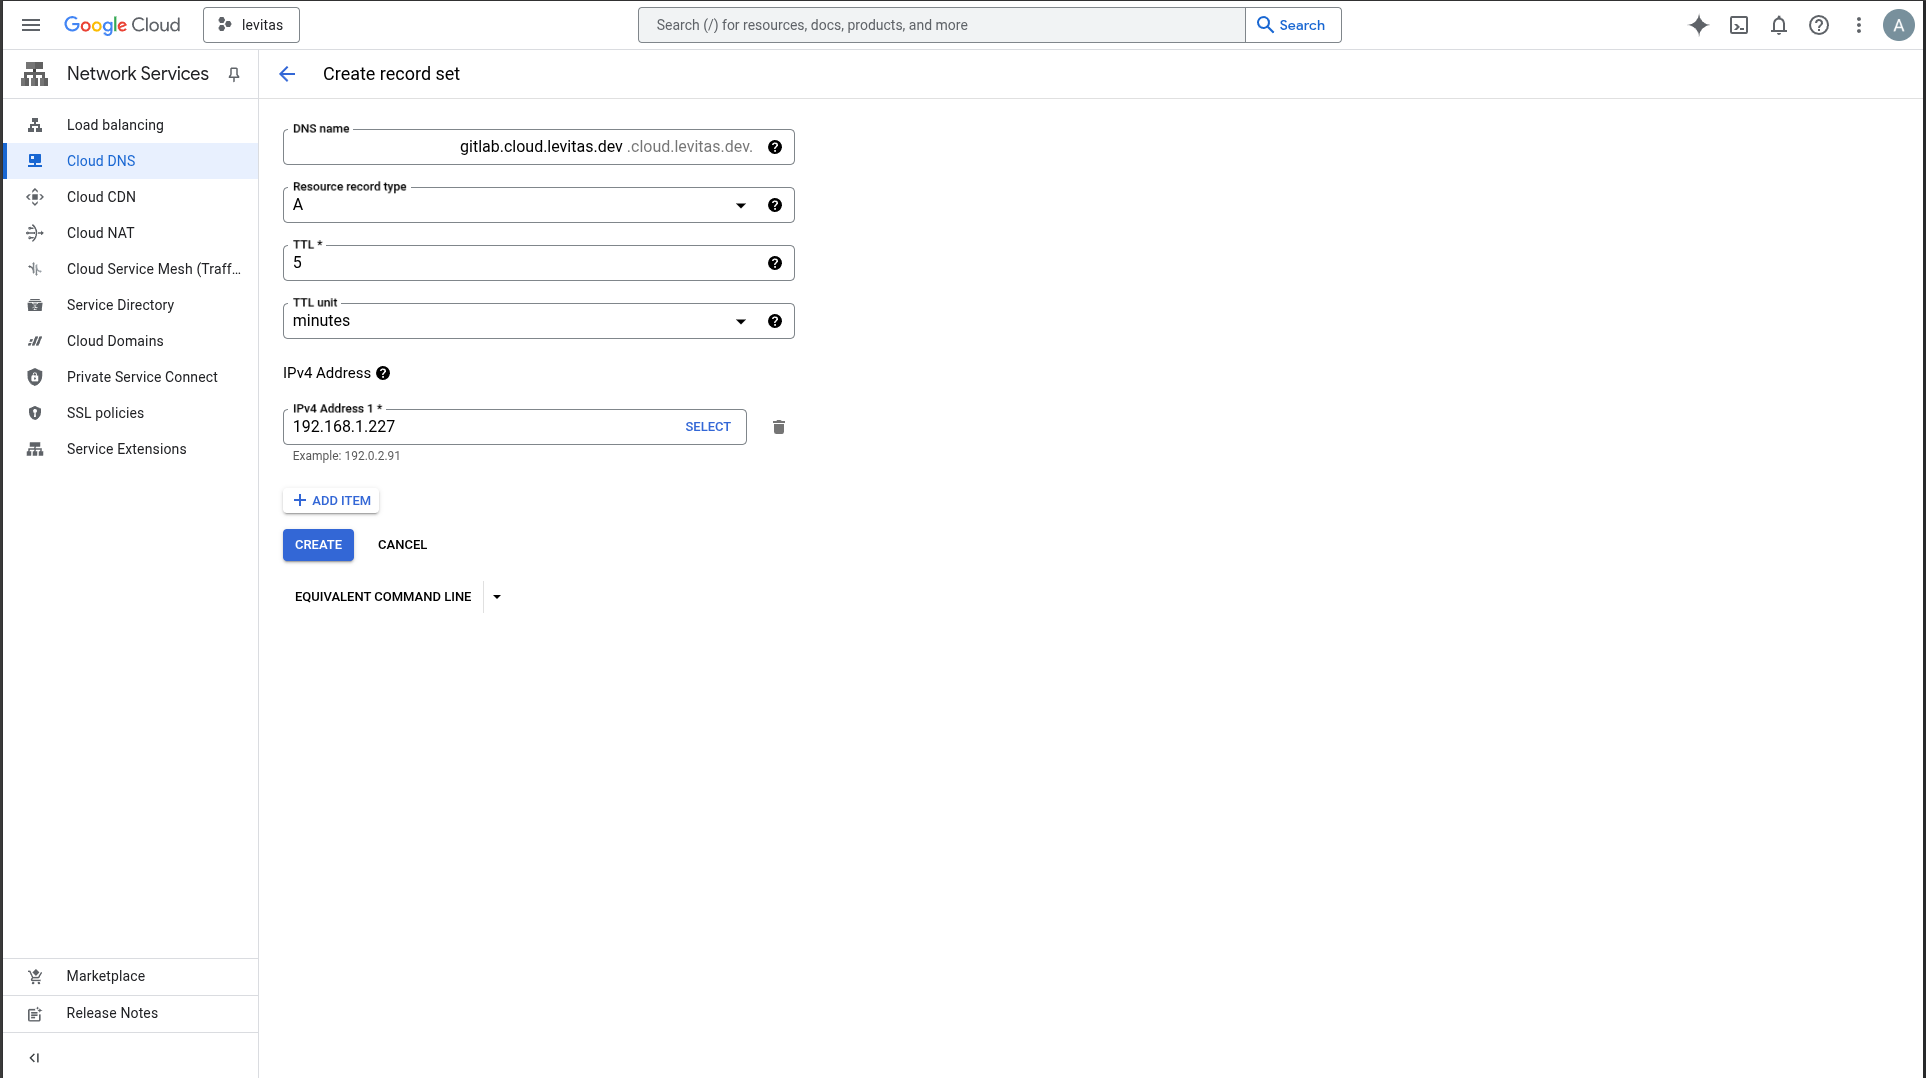 Google Cloud
levitas
Search (/) for resources, docs, products, and more
Search
A
Network Services
Create record set
Load balancing
Cloud DNS
Cloud CDN
Cloud NAT
Cloud Service Mesh (Traff...
Service Directory
Cloud Domains
Private Service Connect
SSL policies
Service Extensions
Marketplace
Release Notes
DNS name
gitlab.cloud.levitas.dev .cloud.levitas.dev.
Resource record type
A
TTL *
5
TTL unit
minutes
IPv4 Address
IPv4 Address 1 *
192.168.1.227 SELECT
Example: 192.0.2.91
ADD ITEM
CREATE CANCEL
EQUIVALENT COMMAND LINE